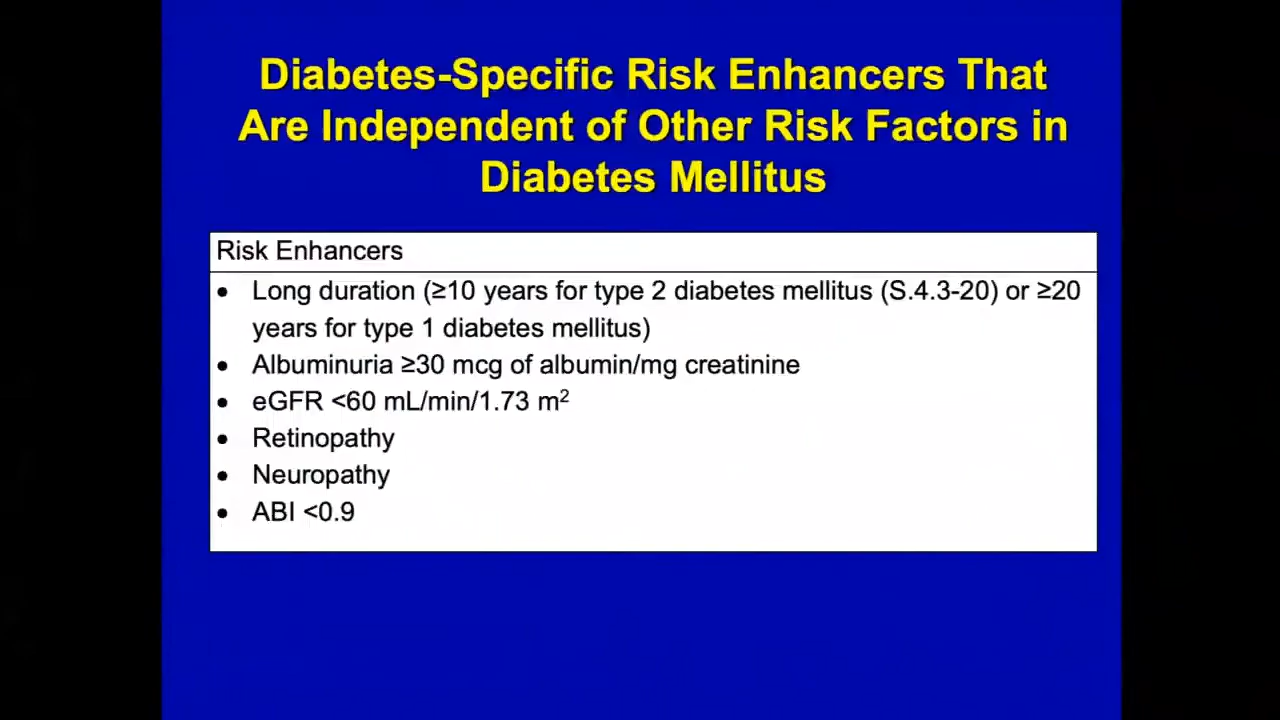 Diabetes-Specific Risk Enhancers That
Are Independent of Other Risk Factors in
Diabetes Mellitus
Risk Enhancers
• Long duration (≥10 years for type 2 diabetes mellitus (S.4.3-20) or ≥20
years for type 1 diabetes mellitus)
• Albuminuria ≥30 mcg of albumin/mg creatinine
• eGFR <60 mL/min/1.73 m²
• Retinopathy
• Neuropathy
• ABI <0.9